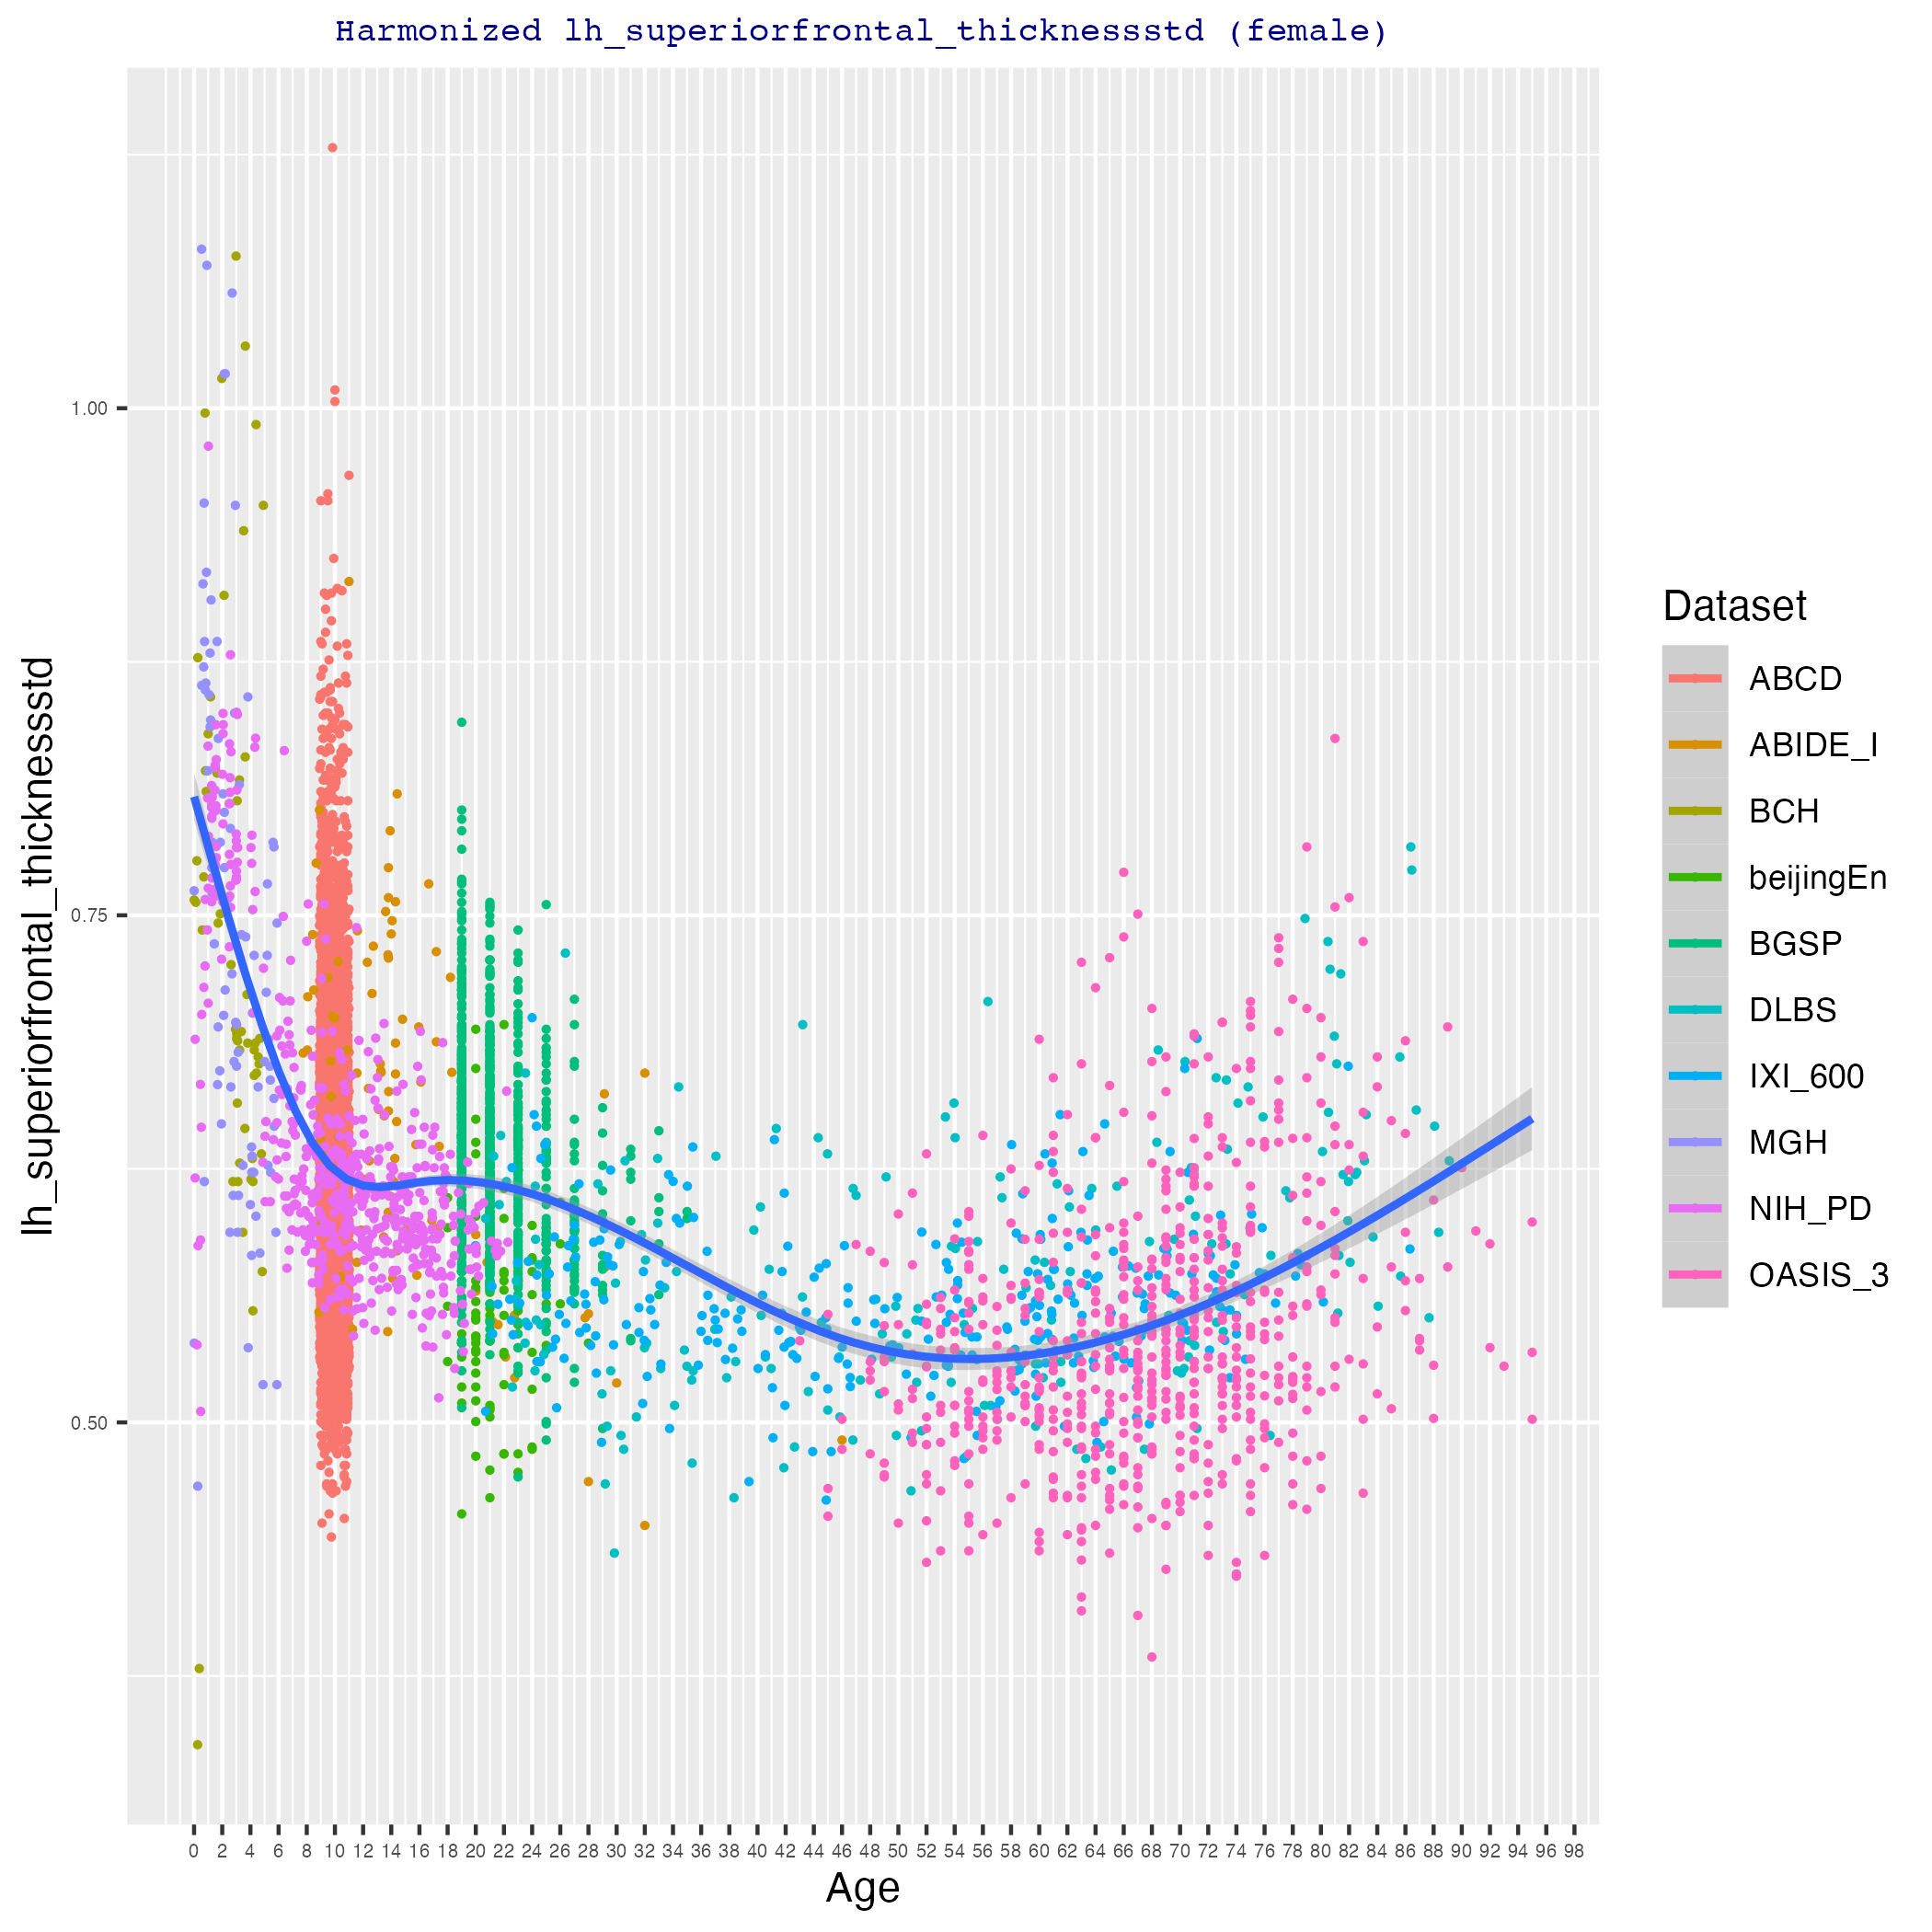 Harmonized lh_superiorfrontal_thicknessstd (female)
lh_superiorfrontal_thicknessstd
1.00
0.75
0.50
0 2 4 6 8 10 12 14 16 18 20 22 24 26 28 30 32 34 36 38 40 42 44 46 48 50 52 54 56 58 60 62 64 66 68 70 72 74 76 78 80 82 84 86 88 90 92 94 96 98
Age
Dataset
ABCD
ABIDE_I
BCH
beijingEn
BGSP
DLBS
IXI_600
MGH
NIH_PD
OASIS_3